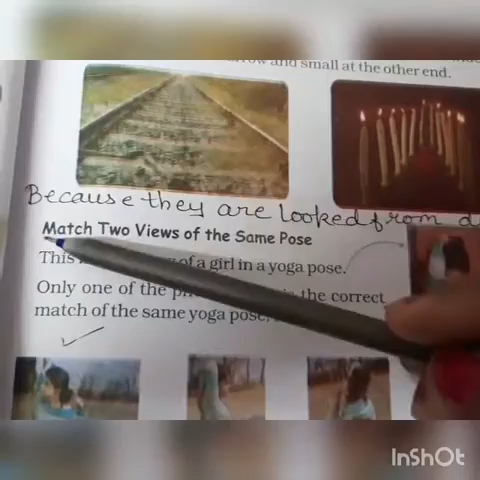 and small at the other end.
Because they are looked from
Match Two Views of the Same Pose
This of a girl in a yoga pose.
Only one of the the correct
match of the same yoga pose.
InShOt